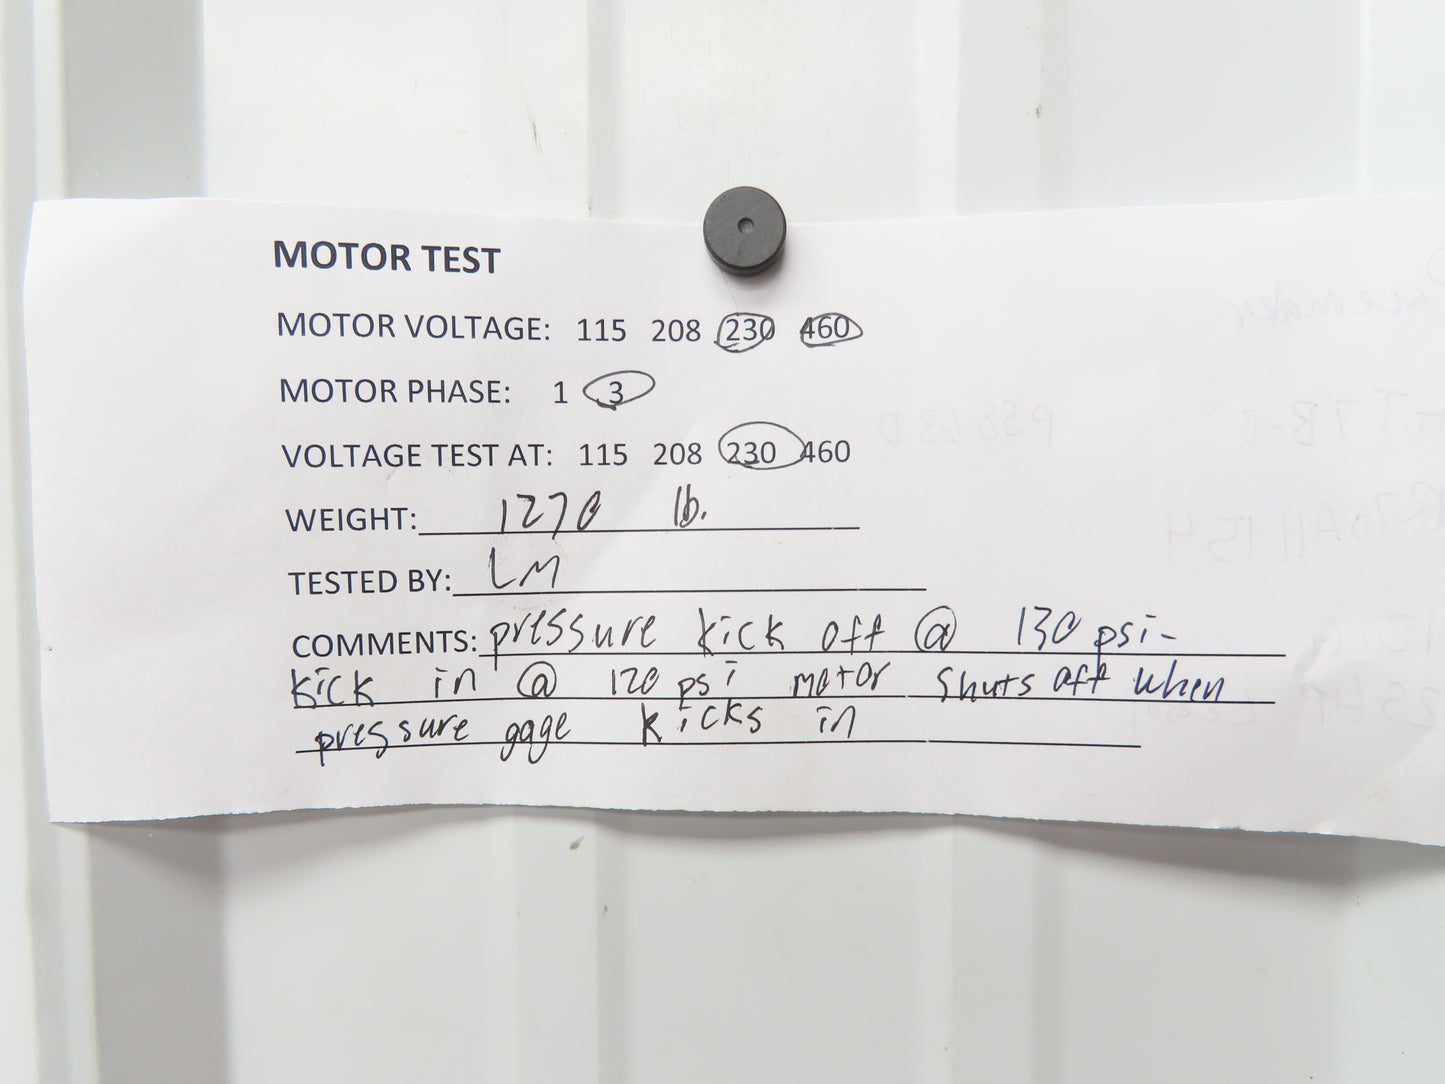 MOTOR TEST
MOTOR VOLTAGE: 115 208 230 460
MOTOR PHASE: 1 3
VOLTAGE TEST AT: 115 208 230 460
WEIGHT: 1270 lb.
TESTED BY: LM
COMMENTS: pressure kick off @ 130 psi-
kick in @ 120 psi motor shuts off when
pressure gage kicks in